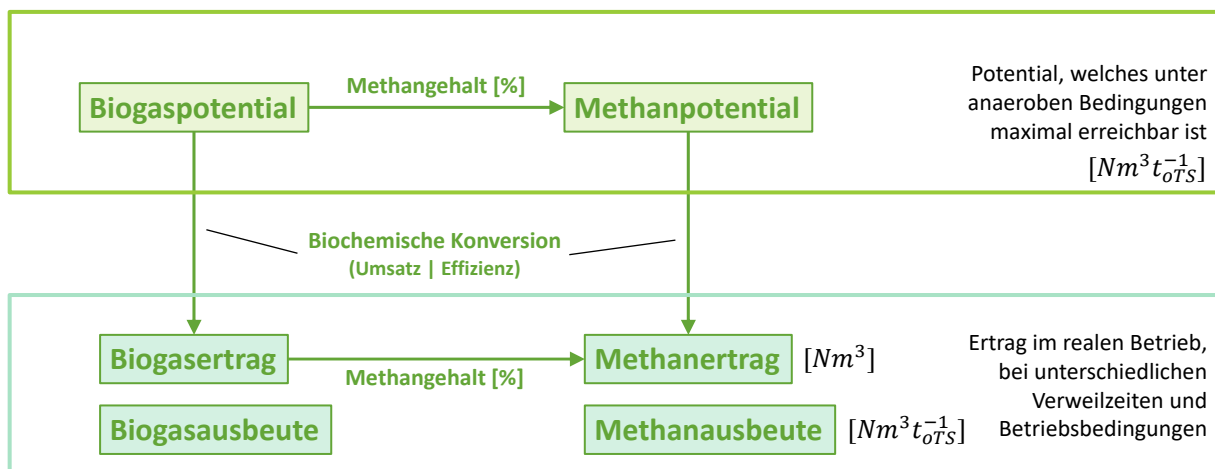 Biogaspotential
Methangehalt [%]
Methanpotential
Potential, welches unter
anaeroben Bedingungen
maximal erreichbar ist
[Nm³t⁻¹oTS]
Biochemische Konversion
(Umsatz | Effizienz)
Biogasertrag
Methangehalt [%]
Methanertrag
[Nm³]
Biogasausbeute
Methanausbeute
[Nm³t⁻¹oTS]
Ertrag im realen Betrieb,
bei unterschiedlichen
Verweilzeiten und
Betriebsbedingungen